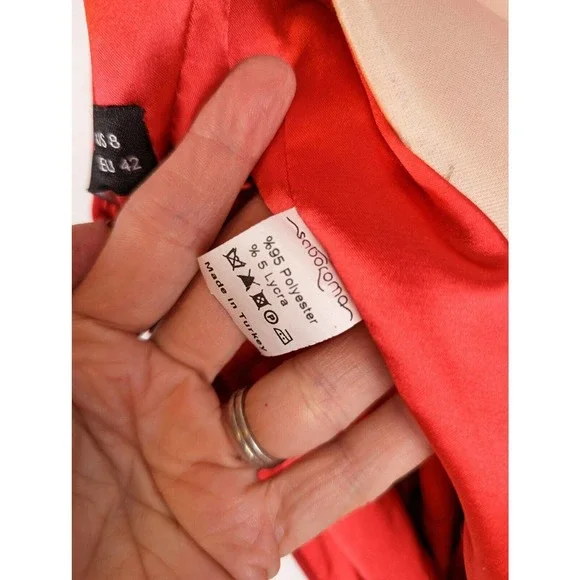 US 8
EU 42
saboroma
%95 Polyester
% 5 Lycra
P
Made in Turkey